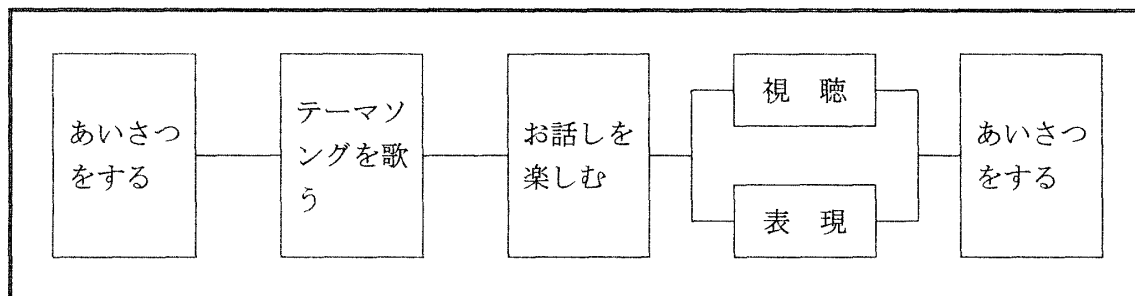 あいさつ
をする
テーマソ
ングを歌
う
お話しを
楽しむ
視 聴
表 現
あいさつ
をする